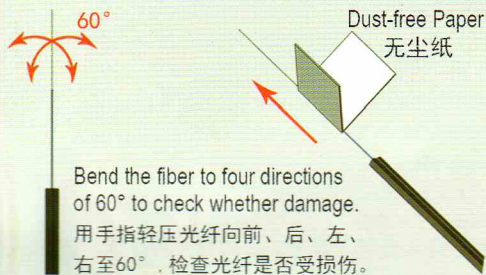 60°
Dust-free Paper
无尘纸
Bend the fiber to four directions
of 60° to check whether damage.
用手指轻压光纤向前、后、左、
右至60°.检查光纤是否受损伤。